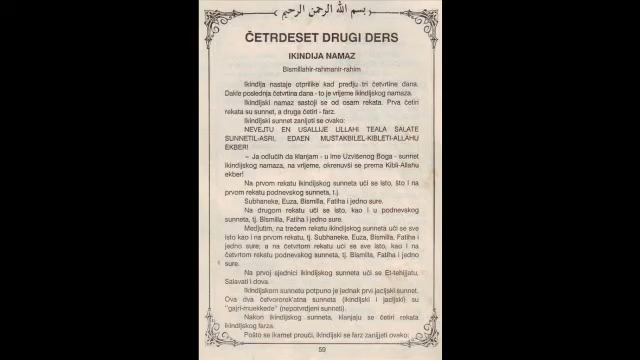 بسم الله الرحمن الرحيم
ČETRDESET DRUGI DERS
IKINDIJA NAMAZ
Bismillahir-rahmanir-rahim
Ikindija nastaje otprilike kad predju tri četvrtine dana.
Dakle poslednja četvrtina dana - to je vrijeme ikindijskog namaza.
Ikindijski namaz sastoji se od osam rekata. Prva četiri
rekata su sunnet, a druga četiri - farz.
Ikindijski sunnet zanijeti se ovako:
NEVEJTU EN USALLIJE LILLAHI TEALA SALATE
SUNNETIL-ASRI, EDAEN MUSTAKBILEL-KIBLETI-ALLAHU
EKBER!
– Ja odlučih da klanjam - u ime Uzvišenog Boga - sunnet
ikindijskog namaza, na vrijeme, okrenuvši se prema Kibli-Allahu
ekber!
Na prvom rekatu ikindijskog sunneta uči se isto, što i na
prvom rekatu podnevskog sunneta, t.j.
Subhaneke, Euza, Bismilla, Fatiha i jedno sure.
Na drugom rekatu uči se isto, kao i u podnevskog
sunneta, tj. Bismilla, Fatiha i jedno sure.
Medjutim, na trećem rekatu ikindijskog sunneta uči se sve
isto kao i na prvom rekatu, tj. Subhaneke, Euza, Bismilla, Fatiha i
jedno sure, a na četvrtom rekatu uči se sve isto, kao i na
četvrtom rekatu podnevskog sunneta, tj. Bismilla, Fatiha i jedno
sure.
Na prvoj sjednici ikindijskog sunneta uči se Et-tehijjatu,
Salavati i dova.
Ikindijskom sunnetu potpuno je jednak prvi jacijski sunnet.
Ova dva četvororekatna sunneta (ikindijski i jacijski) su
"gajri-muekkede" (nepotvrdjeni sunneti).
Nakon ikindijskog sunneta, klanjaju se četiri rekata
ikindijskog farza.
Pošto se ikamet prouči, ikindijski se farz zanijjeti ovako:
59